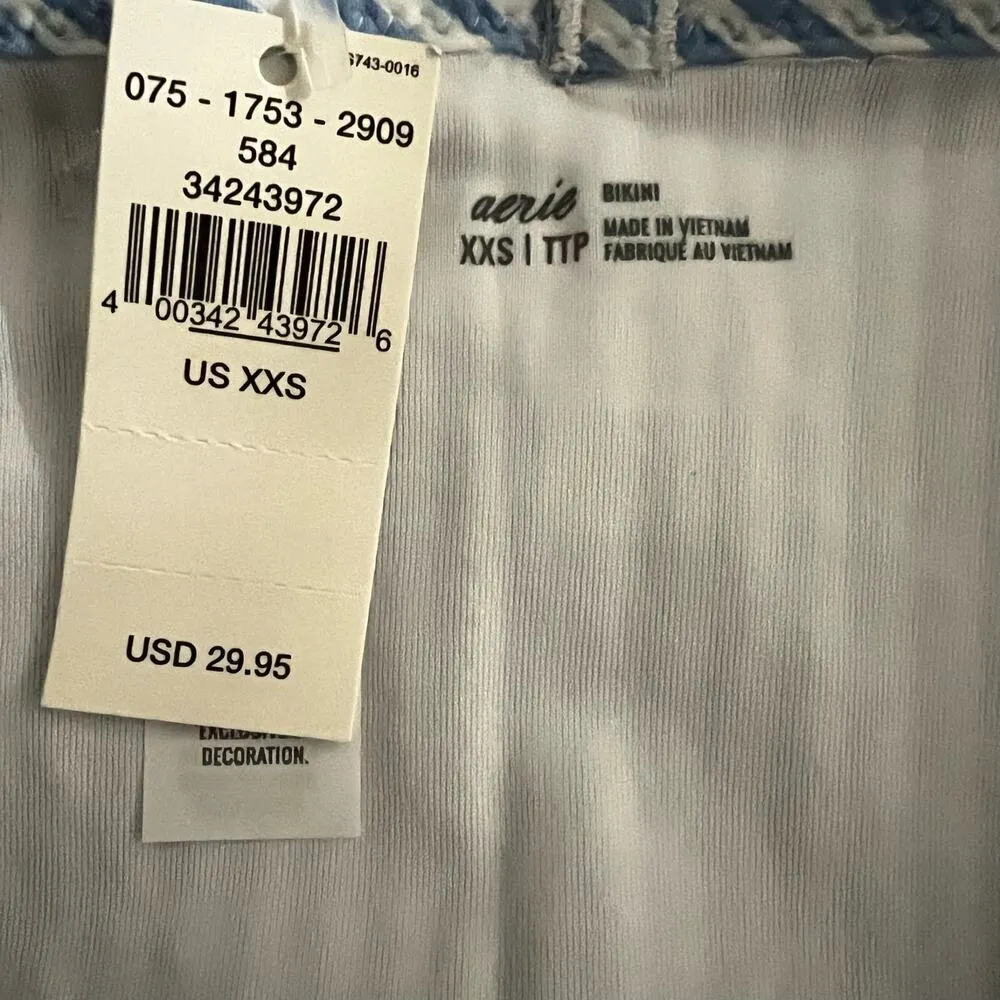 6743-0016
075 - 1753 - 2909
584
34243972
4 00342 43972 6
US XXS
USD 29.95
DECORATION.
aerie
XXS | TTP
BIKINI
MADE IN VIETNAM
FABRIQUÉ AU VIETNAM